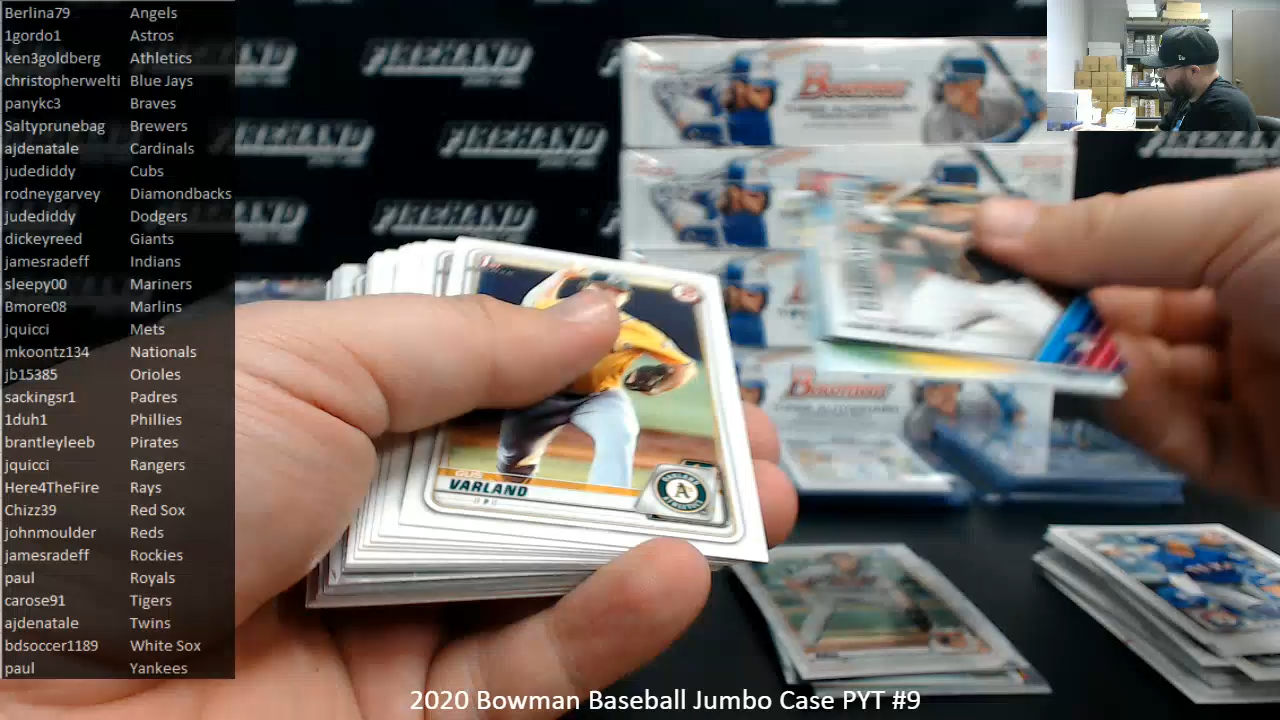 Berlina79 Angels
1gordo1 Astros
ken3goldberg Athletics
christopherwelti Blue Jays
panykc3 Braves
Saltyprunebag Brewers
ajdenatale Cardinals
judediddy Cubs
rodneygarvey Diamondbacks
judediddy Dodgers
dickeyreed Giants
jamesradeff Indians
sleepy00 Mariners
Bmore08 Marlins
jquicci Mets
mkoontz134 Nationals
jb15385 Orioles
sackingsr1 Padres
1duh1 Phillies
brantleyleeb Pirates
jquicci Rangers
Here4TheFire Rays
Chizz39 Red Sox
johnmoulder Reds
jamesradeff Rockies
paul Royals
carose91 Tigers
ajdenatale Twins
bdsoccer1189 White Sox
paul Yankees
FIREHAND
FIREHAND
FIREHAND
FIREHAND
FIREHAND
Bowman
Bowman
GUS
VARLAND
A's
2020 Bowman Baseball Jumbo Case PYT #9